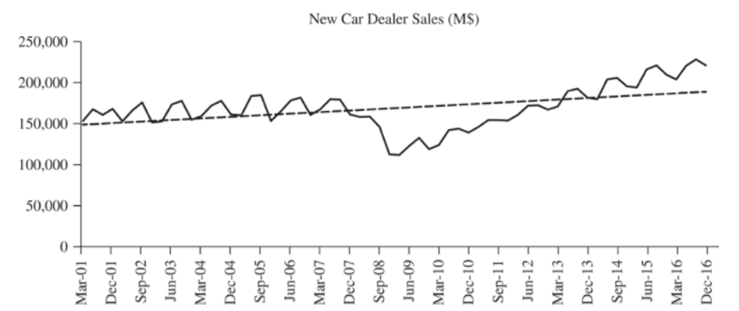 New Car Dealer Sales (M$)
250,000
200,000
150,000
100,000
50,000
0
Mar-01
Dec-01
Sep-02
Jun-03
Mar-04
Dec-04
Sep-05
Jun-06
Mar-07
Dec-07
Sep-08
Jun-09
Mar-10
Dec-10
Sep-11
Jun-12
Mar-13
Dec-13
Sep-14
Jun-15
Mar-16
Dec-16